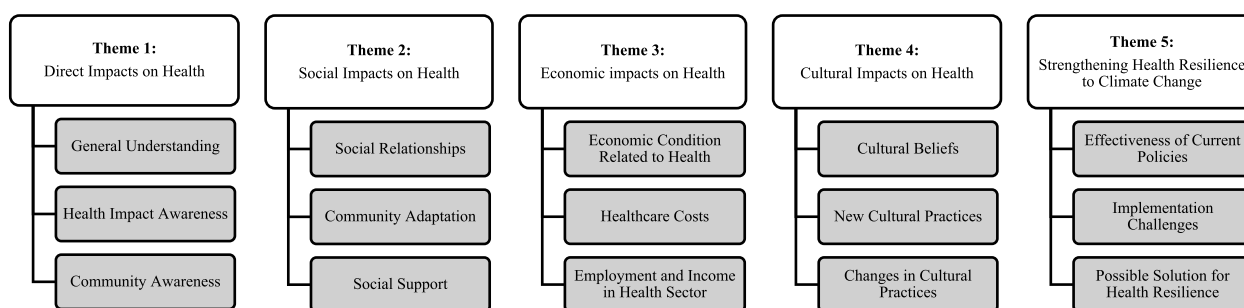 Theme 1:
Direct Impacts on Health
General Understanding
Health Impact Awareness
Community Awareness
Theme 2:
Social Impacts on Health
Social Relationships
Community Adaptation
Social Support
Theme 3:
Economic impacts on Health
Economic Condition
Related to Health
Healthcare Costs
Employment and Income
in Health Sector
Theme 4:
Cultural Impacts on Health
Cultural Beliefs
New Cultural Practices
Changes in Cultural
Practices
Theme 5:
Strengthening Health Resilience
to Climate Change
Effectiveness of Current
Policies
Implementation
Challenges
Possible Solution for
Health Resilience